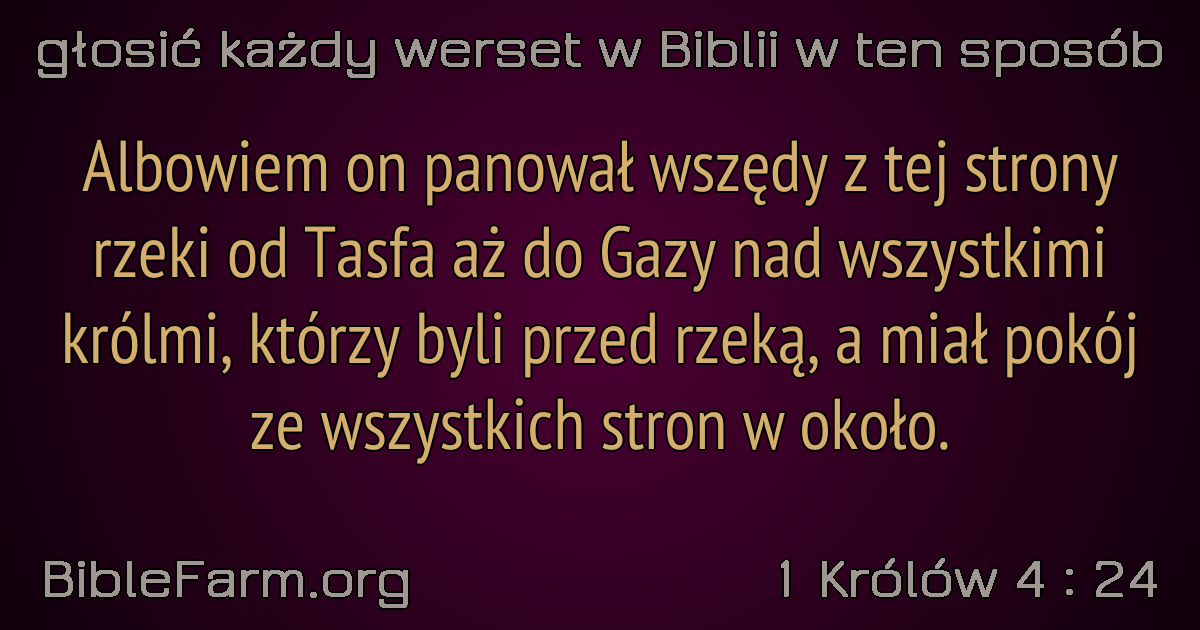 głosić każdy werset w Biblii w ten sposób
Albowiem on panował wszędy z tej strony
rzeki od Tasfa aż do Gazy nad wszystkimi
królmi, którzy byli przed rzeką, a miał pokój
ze wszystkich stron w około.
BibleFarm.org
1 Królów 4 : 24